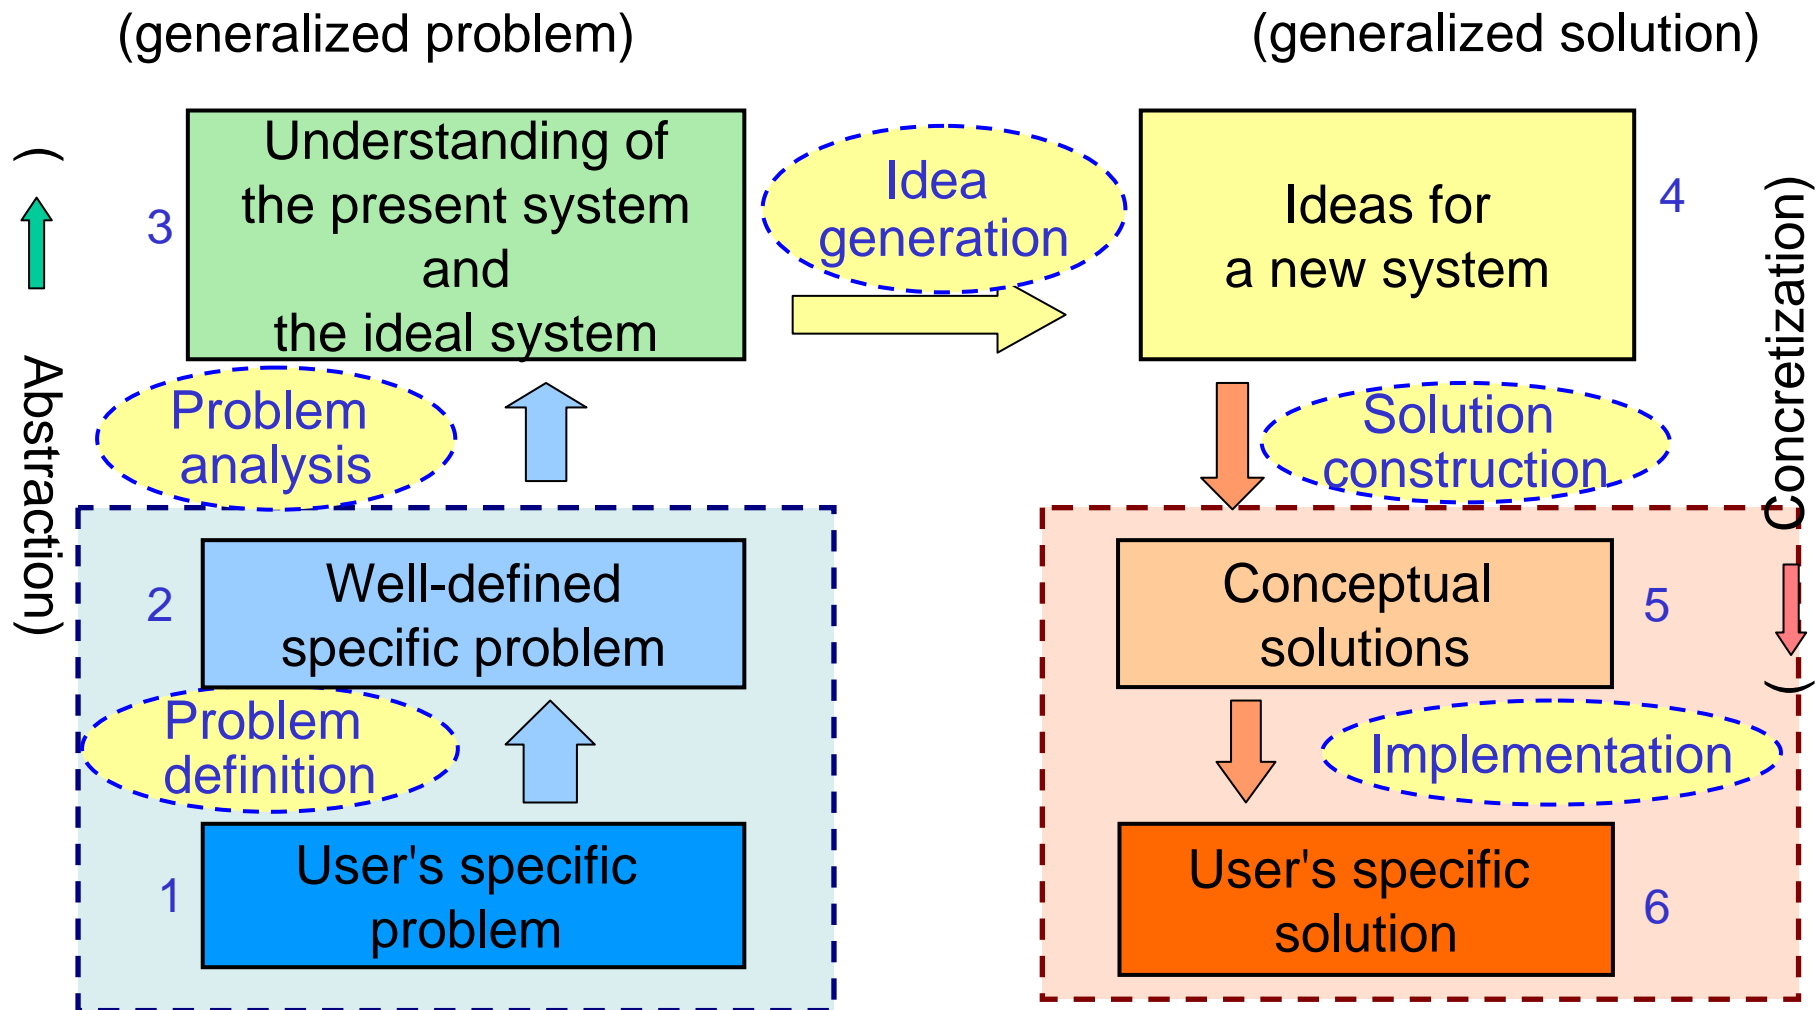 (generalized problem)
(generalized solution)
Understanding of
the present system
and
the ideal system
3
Idea
generation
Ideas for
a new system
4
( Abstraction)
Concretization)
(
Problem
analysis
Solution
construction
2
Well-defined
specific problem
Conceptual
solutions
5
Problem
definition
Implementation
1
User's specific
problem
User's specific
solution
6